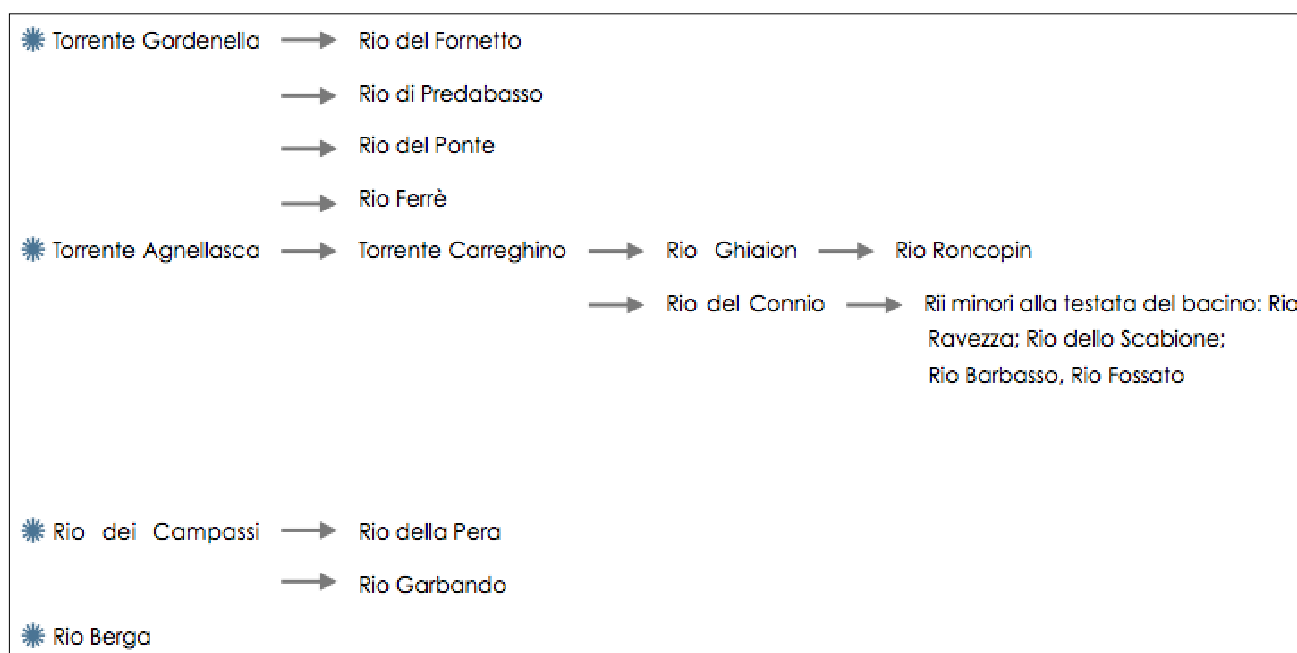 Torrente Gordenella Rio del Fornetto
Rio di Predabasso
Rio del Ponte
Rio Ferrè
Torrente Agnellasca Torrente Carreghino Rio Ghiaion Rio Roncopin
Rio del Connio Rii minori alla testata del bacino: Rio
Ravezza; Rio dello Scabione;
Rio Barbasso, Rio Fossato
Rio dei Campassi Rio della Pera
Rio Garbando
Rio Berga